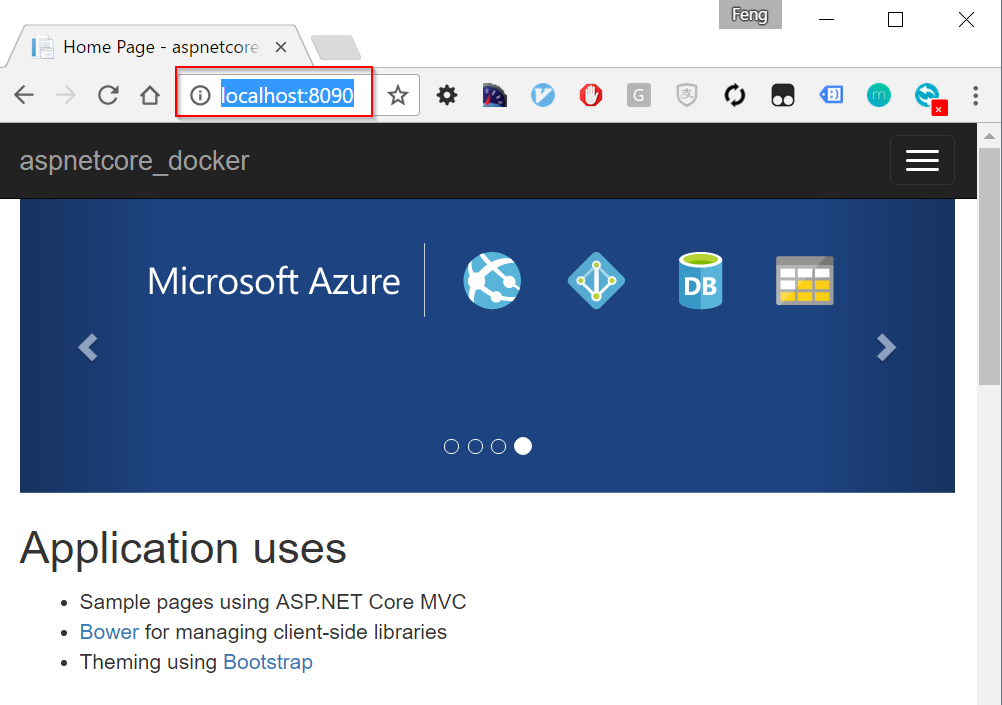 Feng
Home Page - aspnetcore
localhost:8090
G
支
m
aspnetcore_docker
Microsoft Azure
DB
Application uses
Sample pages using ASP.NET Core MVC
Bower for managing client-side libraries
Theming using Bootstrap